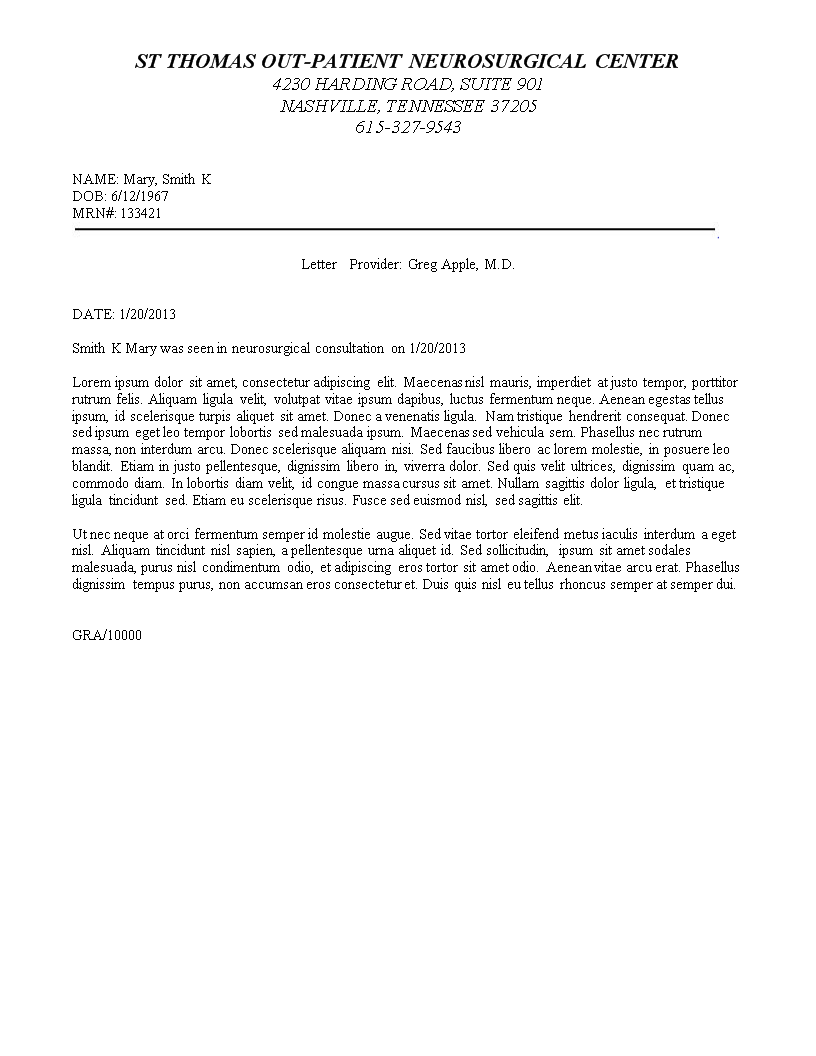 ST THOMAS OUT-PATIENT NEUROSURGICAL CENTER
4230 HARDING ROAD, SUITE 901
NASHVILLE, TENNESSEE 37205
615-327-9543
NAME: Mary, Smith K
DOB: 6/12/1967
MRN#: 133421
Letter Provider: Greg Apple, M.D.
DATE: 1/20/2013
Smith K Mary was seen in neurosurgical consultation on 1/20/2013
Lorem ipsum dolor sit amet, consectetur adipiscing elit. Maecenas nisl mauris, imperdiet at justo tempor, porttitor
rutrum felis. Aliquam ligula velit, volutpat vitae ipsum dapibus, luctus fermentum neque. Aenean egestas tellus
ipsum, id scelerisque turpis aliquet sit amet. Donec a venenatis ligula. Nam tristique hendrerit consequat. Donec
sed ipsum eget leo tempor lobortis sed malesuada ipsum. Maecenas sed vehicula sem. Phasellus nec rutrum
massa, non interdum arcu. Donec scelerisque aliquam nisi. Sed faucibus libero ac lorem molestie, in posuere leo
blandit. Etiam in justo pellentesque, dignissim libero in, viverra dolor. Sed quis velit ultrices, dignissim quam ac,
commodo diam. In lobortis diam velit, id congue massa cursus sit amet. Nullam sagittis dolor ligula, et tristique
ligula tincidunt sed. Etiam eu scelerisque risus. Fusce sed euismod nisl, sed sagittis elit.
Ut nec neque at orci fermentum semper id molestie augue. Sed vitae tortor eleifend metus iaculis interdum a eget
nisl. Aliquam tincidunt nisl sapien, a pellentesque urna aliquet id. Sed sollicitudin, ipsum sit amet sodales
malesuada, purus nisl condimentum odio, et adipiscing eros tortor sit amet odio. Aenean vitae arcu erat. Phasellus
dignissim tempus purus, non accumsan eros consectetur et. Duis quis nisl eu tellus rhoncus semper at semper dui.
GRA/10000